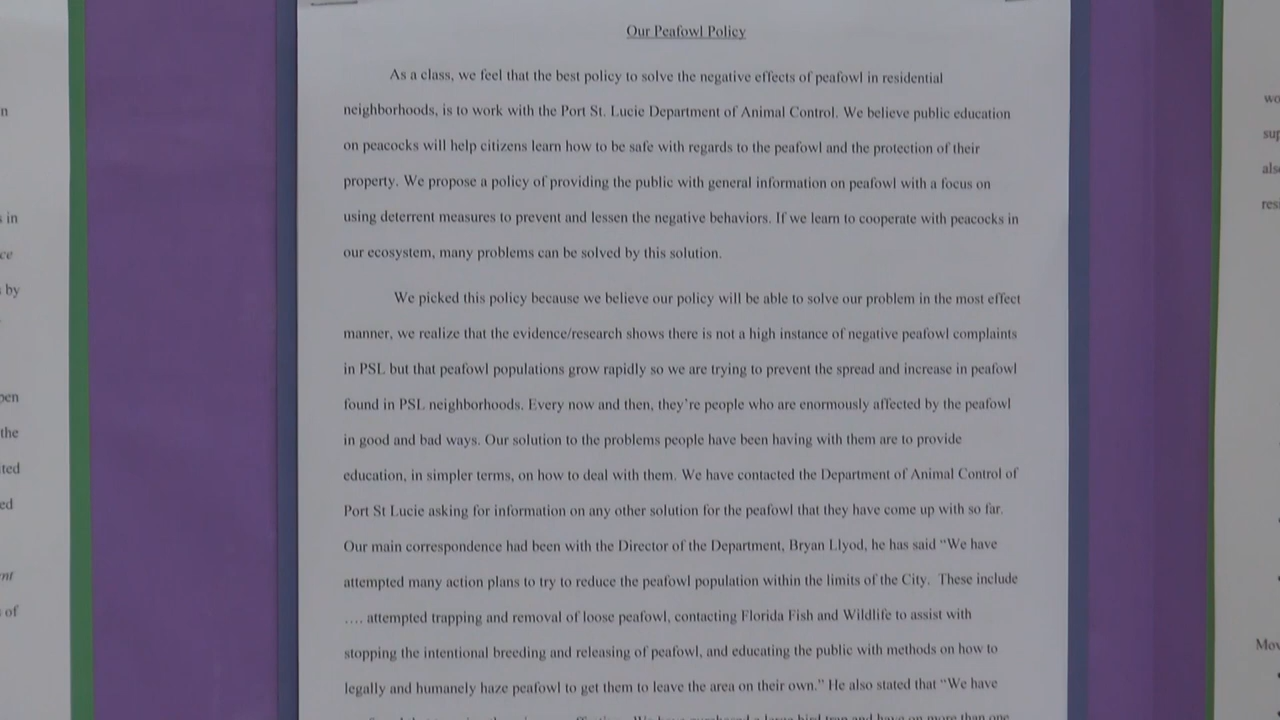 Our Peafowl Policy
As a class, we feel that the best policy to solve the negative effects of peafowl in residential
neighborhoods, is to work with the Port St. Lucie Department of Animal Control. We believe public education
on peacocks will help citizens learn how to be safe with regards to the peafowl and the protection of their
property. We propose a policy of providing the public with general information on peafowl with a focus on
using deterrent measures to prevent and lessen the negative behaviors. If we learn to cooperate with peacocks in
our ecosystem, many problems can be solved by this solution.
We picked this policy because we believe our policy will be able to solve our problem in the most effect
manner, we realize that the evidence/research shows there is not a high instance of negative peafowl complaints
in PSL but that peafowl populations grow rapidly so we are trying to prevent the spread and increase in peafowl
found in PSL neighborhoods. Every now and then, they're people who are enormously affected by the peafowl
in good and bad ways. Our solution to the problems people have been having with them are to provide
education, in simpler terms, on how to deal with them. We have contacted the Department of Animal Control of
Port St Lucie asking for information on any other solution for the peafowl that they have come up with so far.
Our main correspondence had been with the Director of the Department, Bryan Llyod, he has said “We have
attempted many action plans to try to reduce the peafowl population within the limits of the City.  These include
…. attempted trapping and removal of loose peafowl, contacting Florida Fish and Wildlife to assist with
stopping the intentional breeding and releasing of peafowl, and educating the public with methods on how to
legally and humanely haze peafowl to get them to leave the area on their own.” He also stated that “We have
in
by
the
of